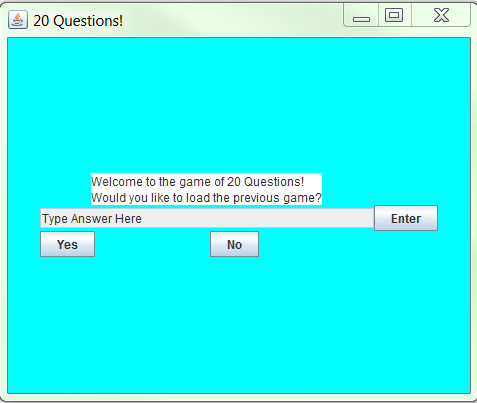 20 Questions!
Welcome to the game of 20 Questions!
Would you like to load the previous game?
Type Answer Here
Enter
Yes
No